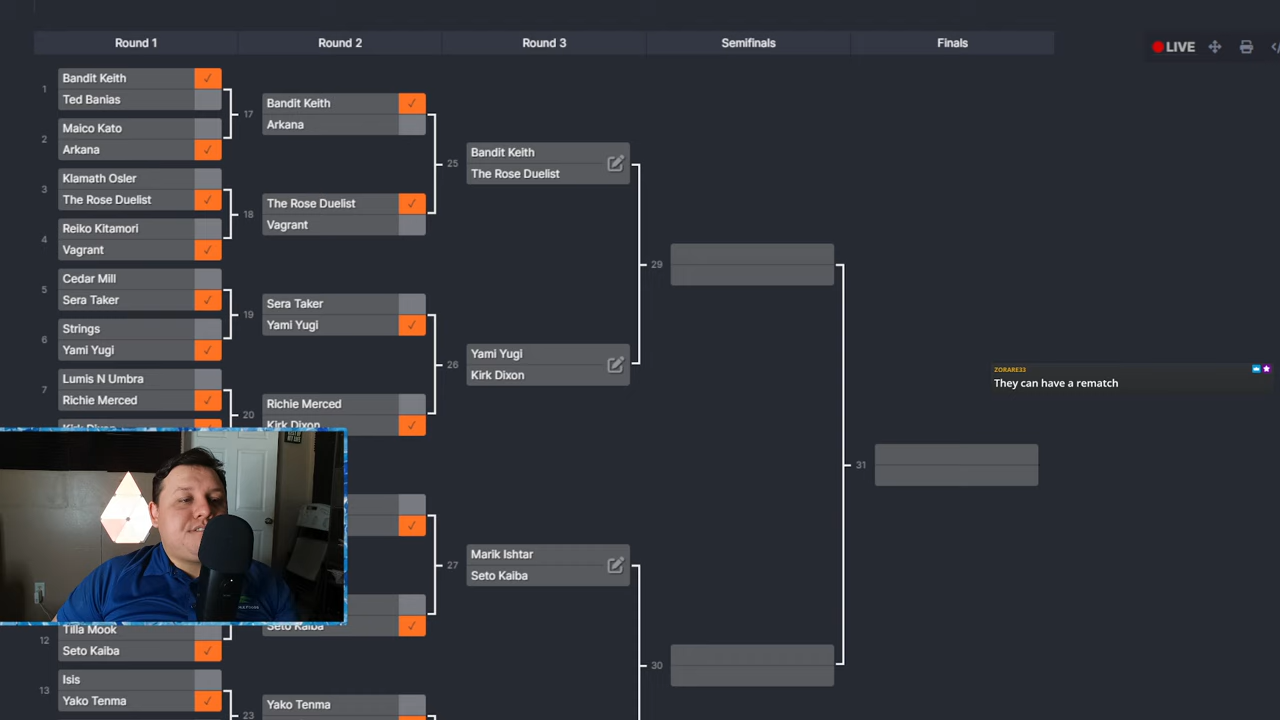 Round 1
Round 2
Round 3
Semifinals
Finals
LIVE
1
Bandit Keith ✓
Ted Banias
2
Maico Kato
Arkana ✓
3
Klamath Osler
The Rose Duelist ✓
4
Reiko Kitamori
Vagrant ✓
5
Cedar Mill
Sera Taker ✓
6
Strings
Yami Yugi ✓
7
Lumis N Umbra
Richie Merced ✓
12
Tilla Mook
Seto Kaiba ✓
13
Isis
Yako Tenma ✓
17
Bandit Keith ✓
Arkana
18
The Rose Duelist ✓
Vagrant
19
Sera Taker
Yami Yugi ✓
20
Richie Merced
Kirk Dixon ✓
Seto Kaiba ✓
23
Yako Tenma
25
Bandit Keith
The Rose Duelist
26
Yami Yugi
Kirk Dixon
27
Marik Ishtar
Seto Kaiba
29
30
31
ZORARE33
They can have a rematch